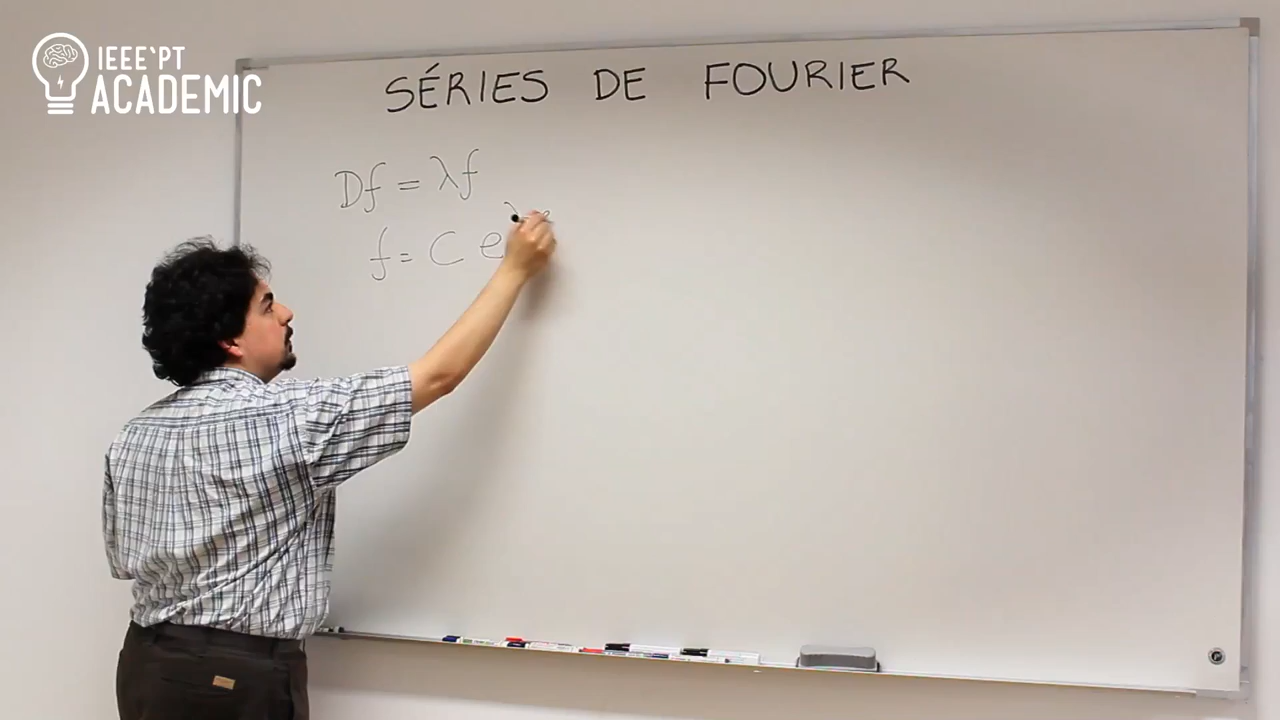 IEEE`PT
ACADEMIC
SÉRIES DE FOURIER
Df = λf
f = C e